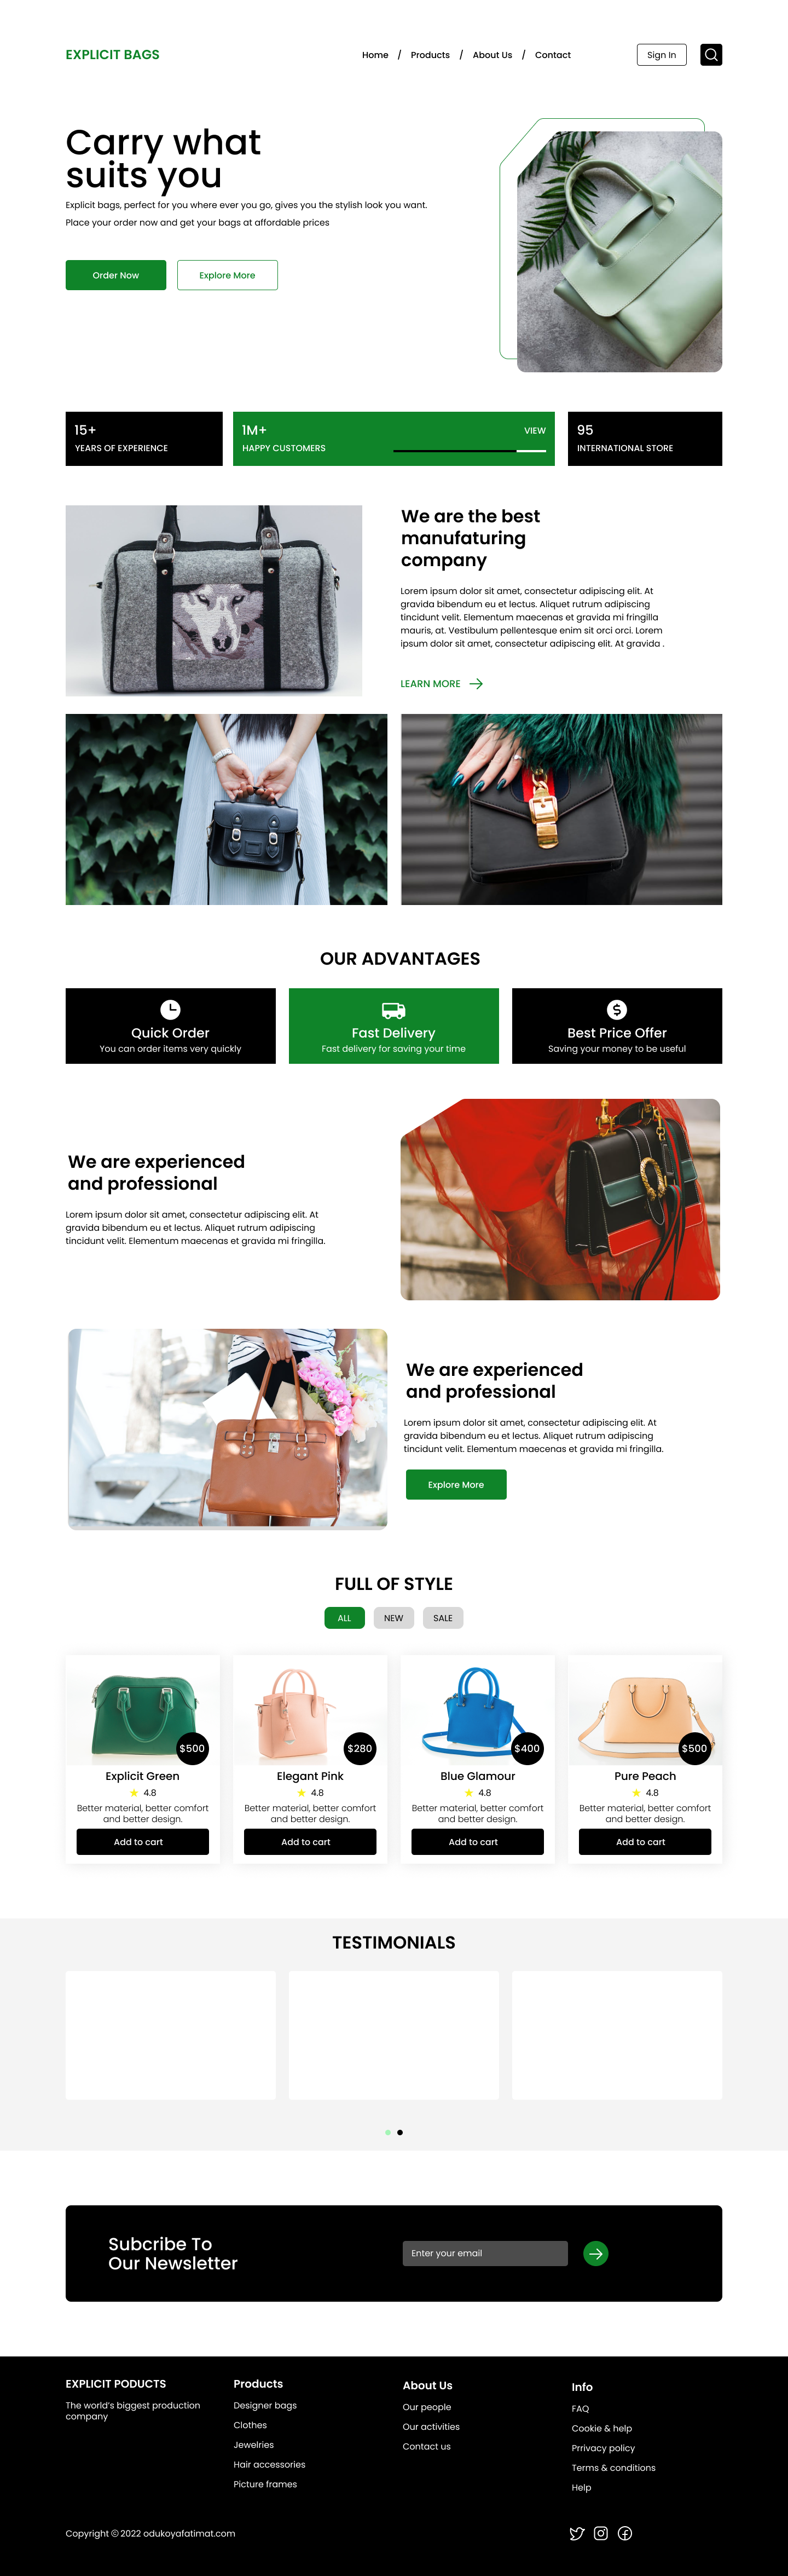 EXPLICIT BAGS
Home / Products / About Us / Contact
Sign In
Carry what
suits you
Explicit bags, perfect for you where ever you go, gives you the stylish look you want.
Place your order now and get your bags at affordable prices
Order Now
Explore More
15+
YEARS OF EXPERIENCE
1M+
VIEW
HAPPY CUSTOMERS
95
INTERNATIONAL STORE
We are the best
manufaturing
company
Lorem ipsum dolor sit amet, consectetur adipiscing elit. At
gravida bibendum eu et lectus. Aliquet rutrum adipiscing
tincidunt velit. Elementum maecenas et gravida mi fringilla
mauris, at. Vestibulum pellentesque enim sit orci orci. Lorem
ipsum dolor sit amet, consectetur adipiscing elit. At gravida .
LEARN MORE
OUR ADVANTAGES
Quick Order
You can order items very quickly
Fast Delivery
Fast delivery for saving your time
Best Price Offer
Saving your money to be useful
We are experienced
and professional
Lorem ipsum dolor sit amet, consectetur adipiscing elit. At
gravida bibendum eu et lectus. Aliquet rutrum adipiscing
tincidunt velit. Elementum maecenas et gravida mi fringilla.
We are experienced
and professional
Lorem ipsum dolor sit amet, consectetur adipiscing elit. At
gravida bibendum eu et lectus. Aliquet rutrum adipiscing
tincidunt velit. Elementum maecenas et gravida mi fringilla.
Explore More
FULL OF STYLE
ALL
NEW
SALE
$500
Explicit Green
4.8
Better material, better comfort
and better design.
Add to cart
$280
Elegant Pink
4.8
Better material, better comfort
and better design.
Add to cart
$400
Blue Glamour
4.8
Better material, better comfort
and better design.
Add to cart
$500
Pure Peach
4.8
Better material, better comfort
and better design.
Add to cart
TESTIMONIALS
Subcribe To
Our Newsletter
Enter your email
EXPLICIT PODUCTS
The world's biggest production
company
Products
Designer bags
Clothes
Jewelries
Hair accessories
Picture frames
About Us
Our people
Our activities
Contact us
Info
FAQ
Cookie & help
Prrivacy policy
Terms & conditions
Help
Copyright © 2022 odukoyafatimat.com